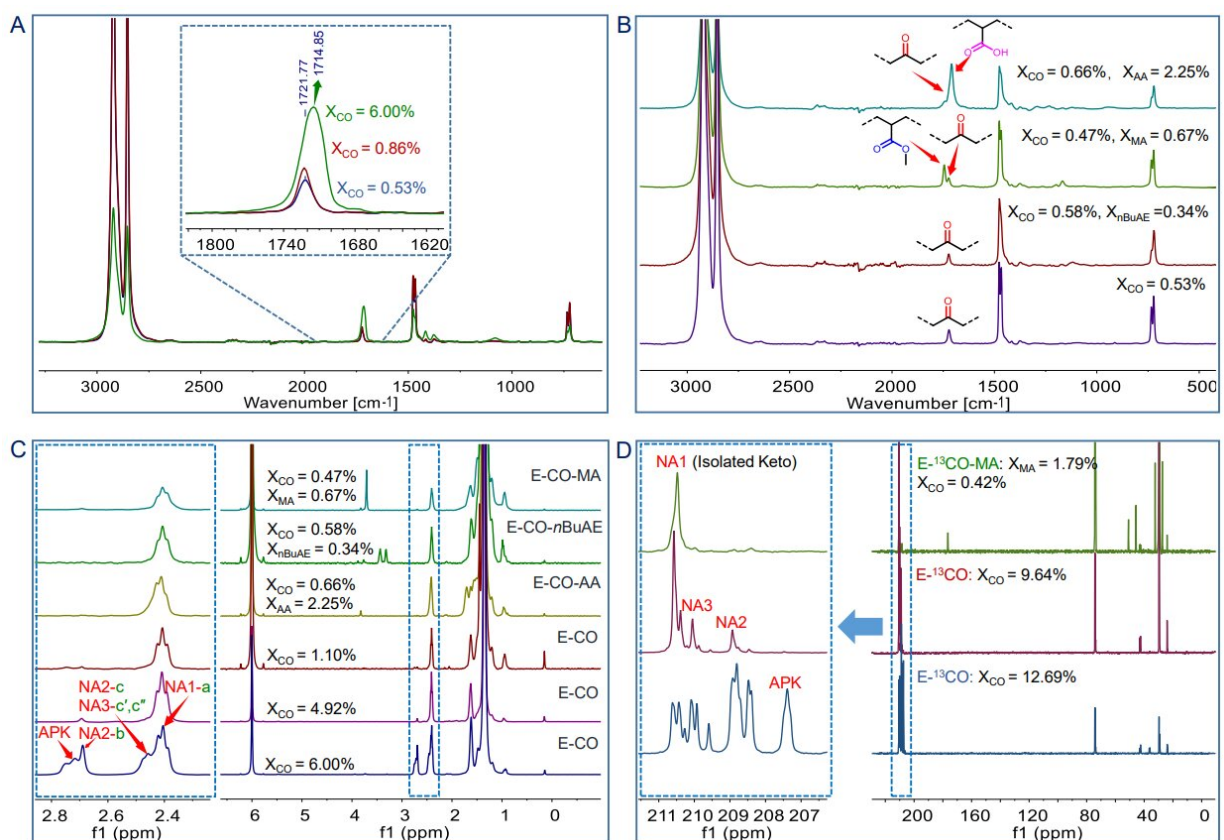 A
1721.77
1714.85
XCO = 6.00%
XCO = 0.86%
XCO = 0.53%
1800 1740 1680 1620
3000 2500 2000 1500 1000
Wavenumber [cm-1]
B
O
O OH
XCO = 0.66%, XAA = 2.25%
O O
O
XCO = 0.47%, XMA = 0.67%
O
XCO = 0.58%, XnBuAE =0.34%
O
XCO = 0.53%
3000 2500 2000 1500 1000 500
Wavenumber [cm-1]
C
XCO = 0.47%
XMA = 0.67%
E-CO-MA
XCO = 0.58%
XnBuAE = 0.34%
E-CO-nBuAE
XCO = 0.66%
XAA = 2.25%
E-CO-AA
XCO = 1.10%
E-CO
XCO = 4.92%
E-CO
XCO = 6.00%
E-CO
NA2-c
NA3-c',c"
NA1-a
APK
NA2-b
2.8 2.6 2.4
f1 (ppm)
6 5 4 3 2 1 0
f1 (ppm)
D
NA1 (Isolated Keto)
NA3
NA2
APK
211 210 209 208 207
f1 (ppm)
E-13CO-MA: XMA = 1.79%
XCO = 0.42%
E-13CO: XCO = 9.64%
E-13CO: XCO = 12.69%
200 160 120 80 40 0
f1 (ppm)